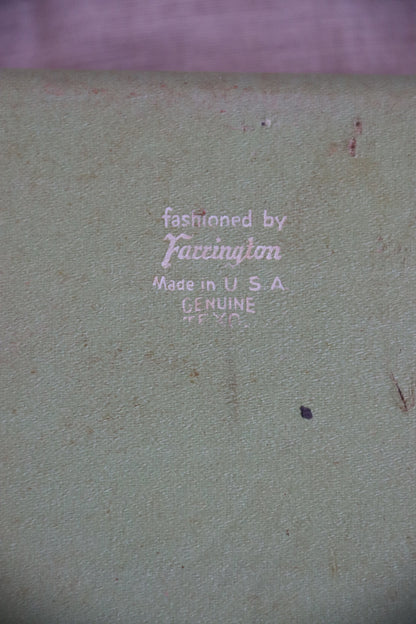 fashioned by
Farrington
Made in U S A
GENUINE